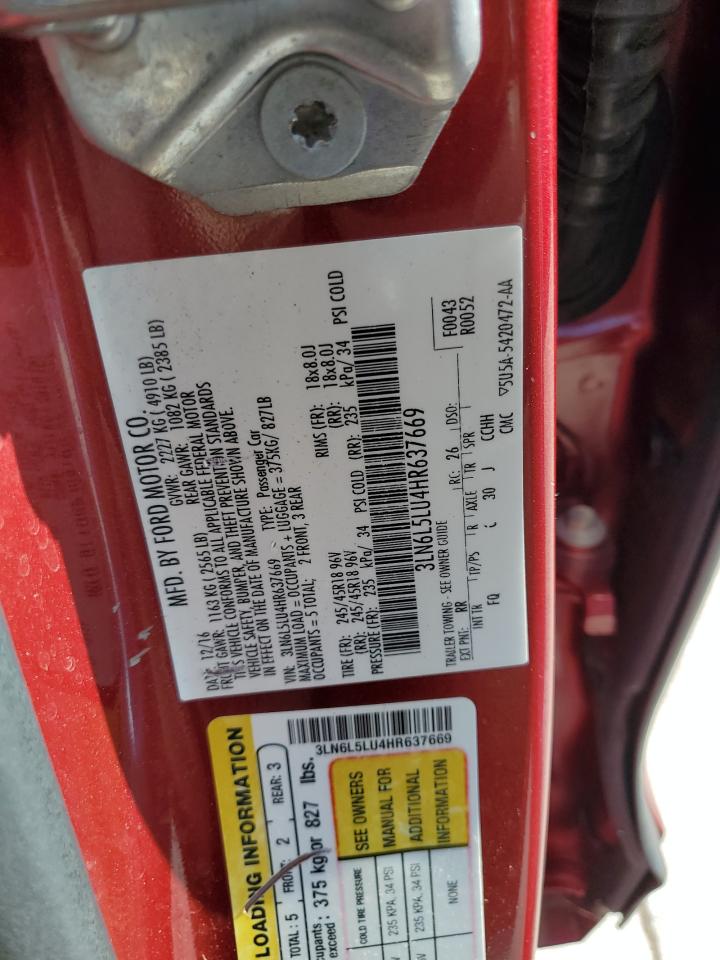 MFD. BY FORD MOTOR CO.
DATE: 12/16 GVWR: 2227 KG ( 4910 LB)
FRONT GAWR: 1163 KG ( 2565 LB) REAR GAWR: 1082 KG ( 2385 LB)
THIS VEHICLE CONFORMS TO ALL APPLICABLE FEDERAL MOTOR
VEHICLE SAFETY, BUMPER, AND THEFT PREVENTION STANDARDS
IN EFFECT ON THE DATE OF MANUFACTURE SHOWN ABOVE.
VIN: 3LN6L5LU4HR637669 TYPE: Passenger Car
MAXIMUM LOAD = OCCUPANTS + LUGGAGE = 375KG/ 827LB
OCCUPANTS = 5 TOTAL; 2 FRONT, 3 REAR
TIRE (FR): 245/45R18 96V RIMS (FR): 18x8.0J
(RR): 245/45R18 96V (RR): 18x8.0J
PRESSURE (FR): 235 kPa/ 34 PSI COLD (RR): 235 kPa/ 34 PSI COLD
3LN6L5LU4HR637669
TRAILER TOWING - SEE OWNER GUIDE
EXT PNT: RR RC: 26 DSO: F0043
R0052
INT TR TP/PS R AXLE TR SPR
FQ 30 J CCHH
CMC ▽5U5A-5420472-AA
LOADING INFORMATION
TOTAL : 5 FRONT: 2 REAR: 3
exceed : 375 kg or 827 lbs.
3LN6L5LU4HR637669
COLD TIRE PRESSURE
235 KPA, 34 PSI
235 KPA, 34 PSI
NONE
SEE OWNERS
MANUAL FOR
ADDITIONAL
INFORMATION